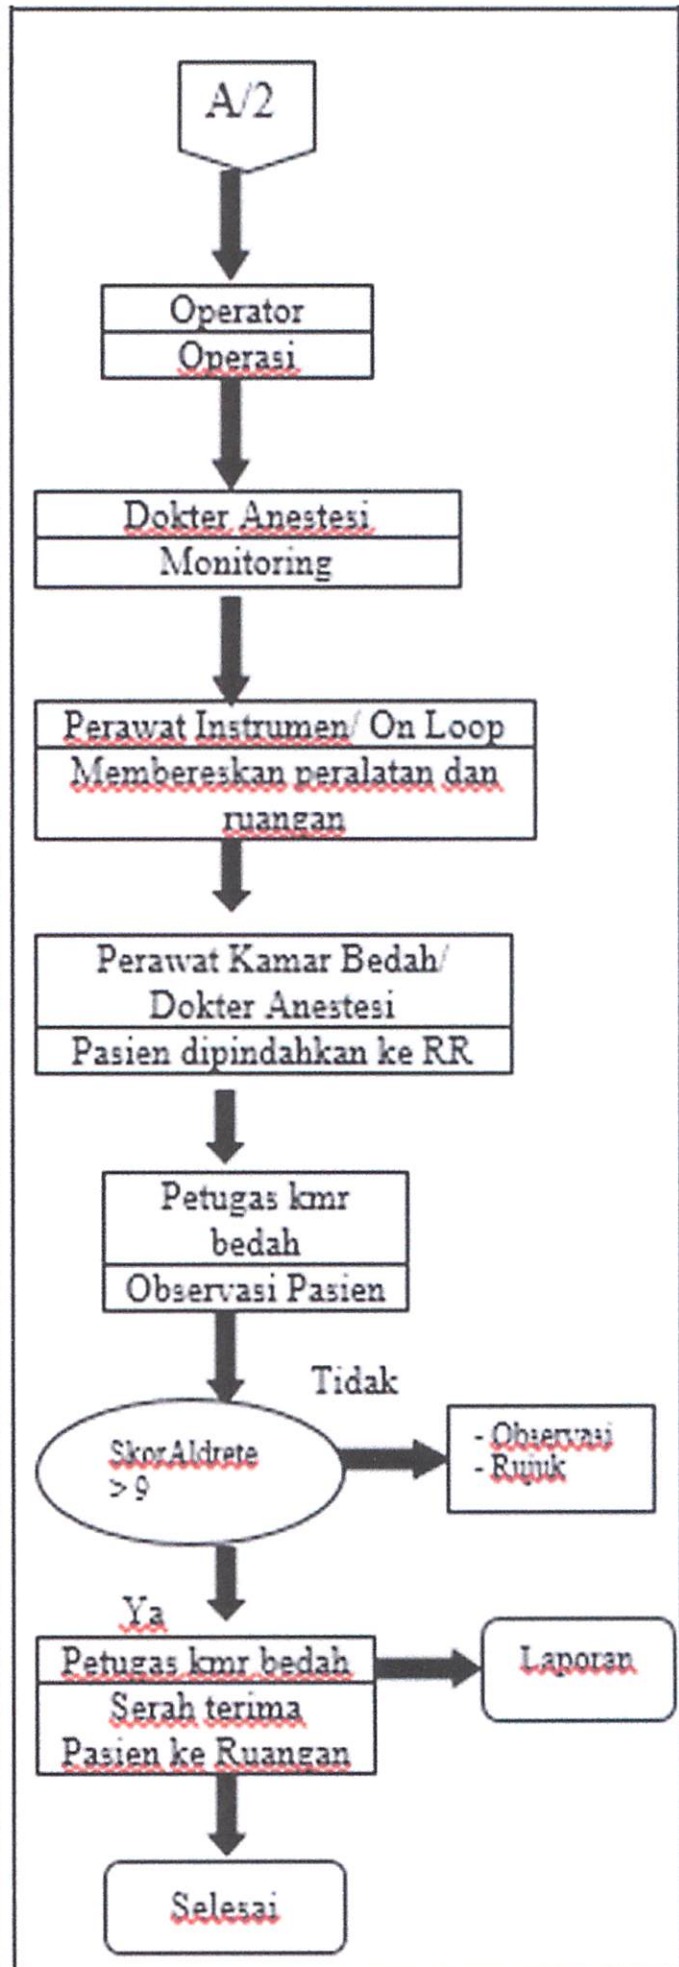 A/2
Operator
Operasi
Dokter Anestesi
Monitoring
Perawat Instrumen/ On Loop
Membereskan peralatan dan
ruangan
Perawat Kamar Bedah/
Dokter Anestesi
Pasien dipindahkan ke RR
Petugas kmr
bedah
Observasi Pasien
Tidak
SkorAldrete
> 9
- Observasi
- Rujuk
Ya
Petugas kmr bedah
Serah terima
Pasien ke Ruangan
Laporan
Selesai